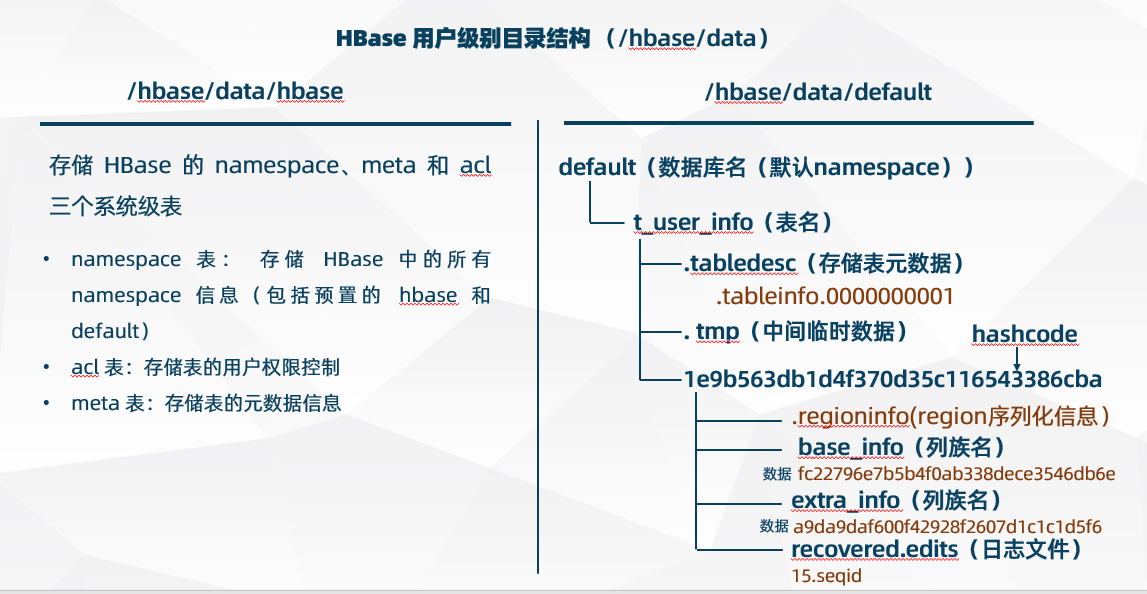 HBase 用户级别目录结构（/hbase/data）
/hbase/data/hbase
存储 HBase 的 namespace、meta 和 acl
三个系统级表
• namespace 表： 存储 HBase 中的所有
namespace 信息（包括预置的 hbase 和
default）
• acl 表：存储表的用户权限控制
• meta 表：存储表的元数据信息
/hbase/data/default
default（数据库名（默认namespace））
t_user_info（表名）
.tabledesc（存储表元数据）
.tableinfo.0000000001
. tmp（中间临时数据）
hashcode
1e9b563db1d4f370d35c116543386cba
.regioninfo(region序列化信息）
base_info（列族名）
数据 fc22796e7b5b4f0ab338dece3546db6e
extra_info（列族名）
数据 a9da9daf600f42928f2607d1c1c1d5f6
recovered.edits（日志文件）
15.seqid